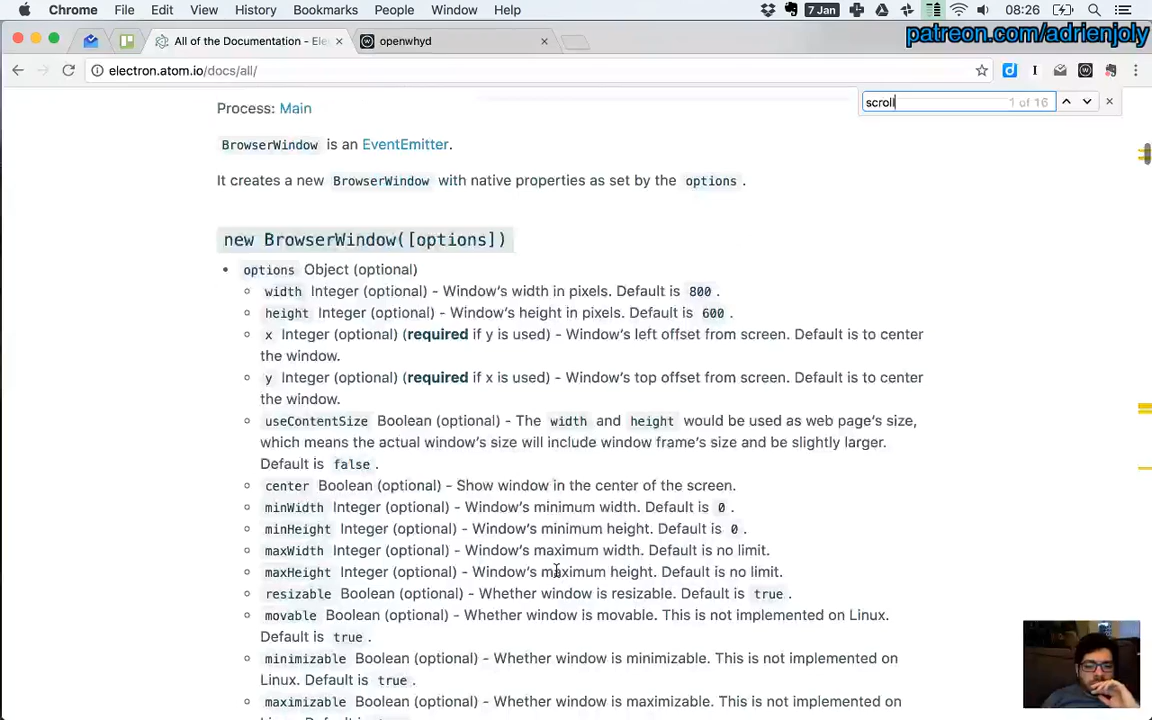 Chrome File Edit View History Bookmarks People Window Help 7 Jan 08:26
patreon.com/adrienjoly
All of the Documentation - Ele × openwhyd ×
electron.atom.io/docs/all/
scroll 1 of 16
Process: Main
BrowserWindow is an EventEmitter.
It creates a new BrowserWindow with native properties as set by the options .
new BrowserWindow([options])
options Object (optional)
width Integer (optional) - Window's width in pixels. Default is 800 .
height Integer (optional) - Window's height in pixels. Default is 600 .
x Integer (optional) (required if y is used) - Window's left offset from screen. Default is to center
the window.
y Integer (optional) (required if x is used) - Window's top offset from screen. Default is to center
the window.
useContentSize Boolean (optional) - The width and height would be used as web page's size,
which means the actual window's size will include window frame's size and be slightly larger.
Default is false .
center Boolean (optional) - Show window in the center of the screen.
minWidth Integer (optional) - Window's minimum width. Default is 0 .
minHeight Integer (optional) - Window's minimum height. Default is 0 .
maxWidth Integer (optional) - Window's maximum width. Default is no limit.
maxHeight Integer (optional) - Window's maximum height. Default is no limit.
resizable Boolean (optional) - Whether window is resizable. Default is true .
movable Boolean (optional) - Whether window is movable. This is not implemented on Linux.
Default is true .
minimizable Boolean (optional) - Whether window is minimizable. This is not implemented on
Linux. Default is true .
maximizable Boolean (optional) - Whether window is maximizable. This is not implemented on